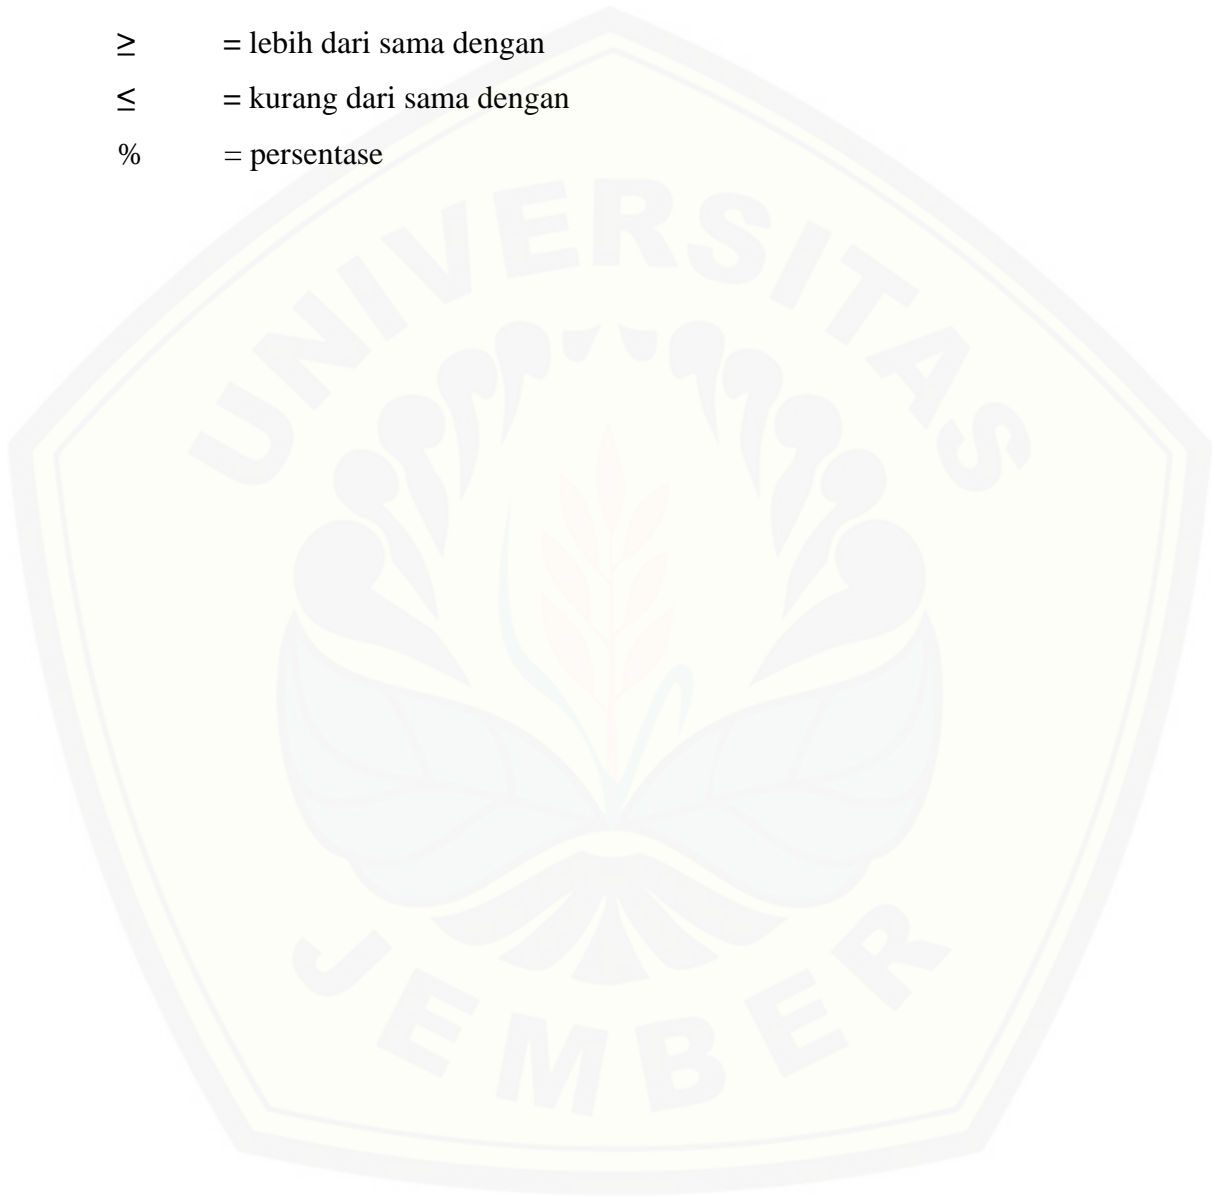 ≥ = lebih dari sama dengan
≤ = kurang dari sama dengan
% = persentase
UNIVERSITAS
JEMBER